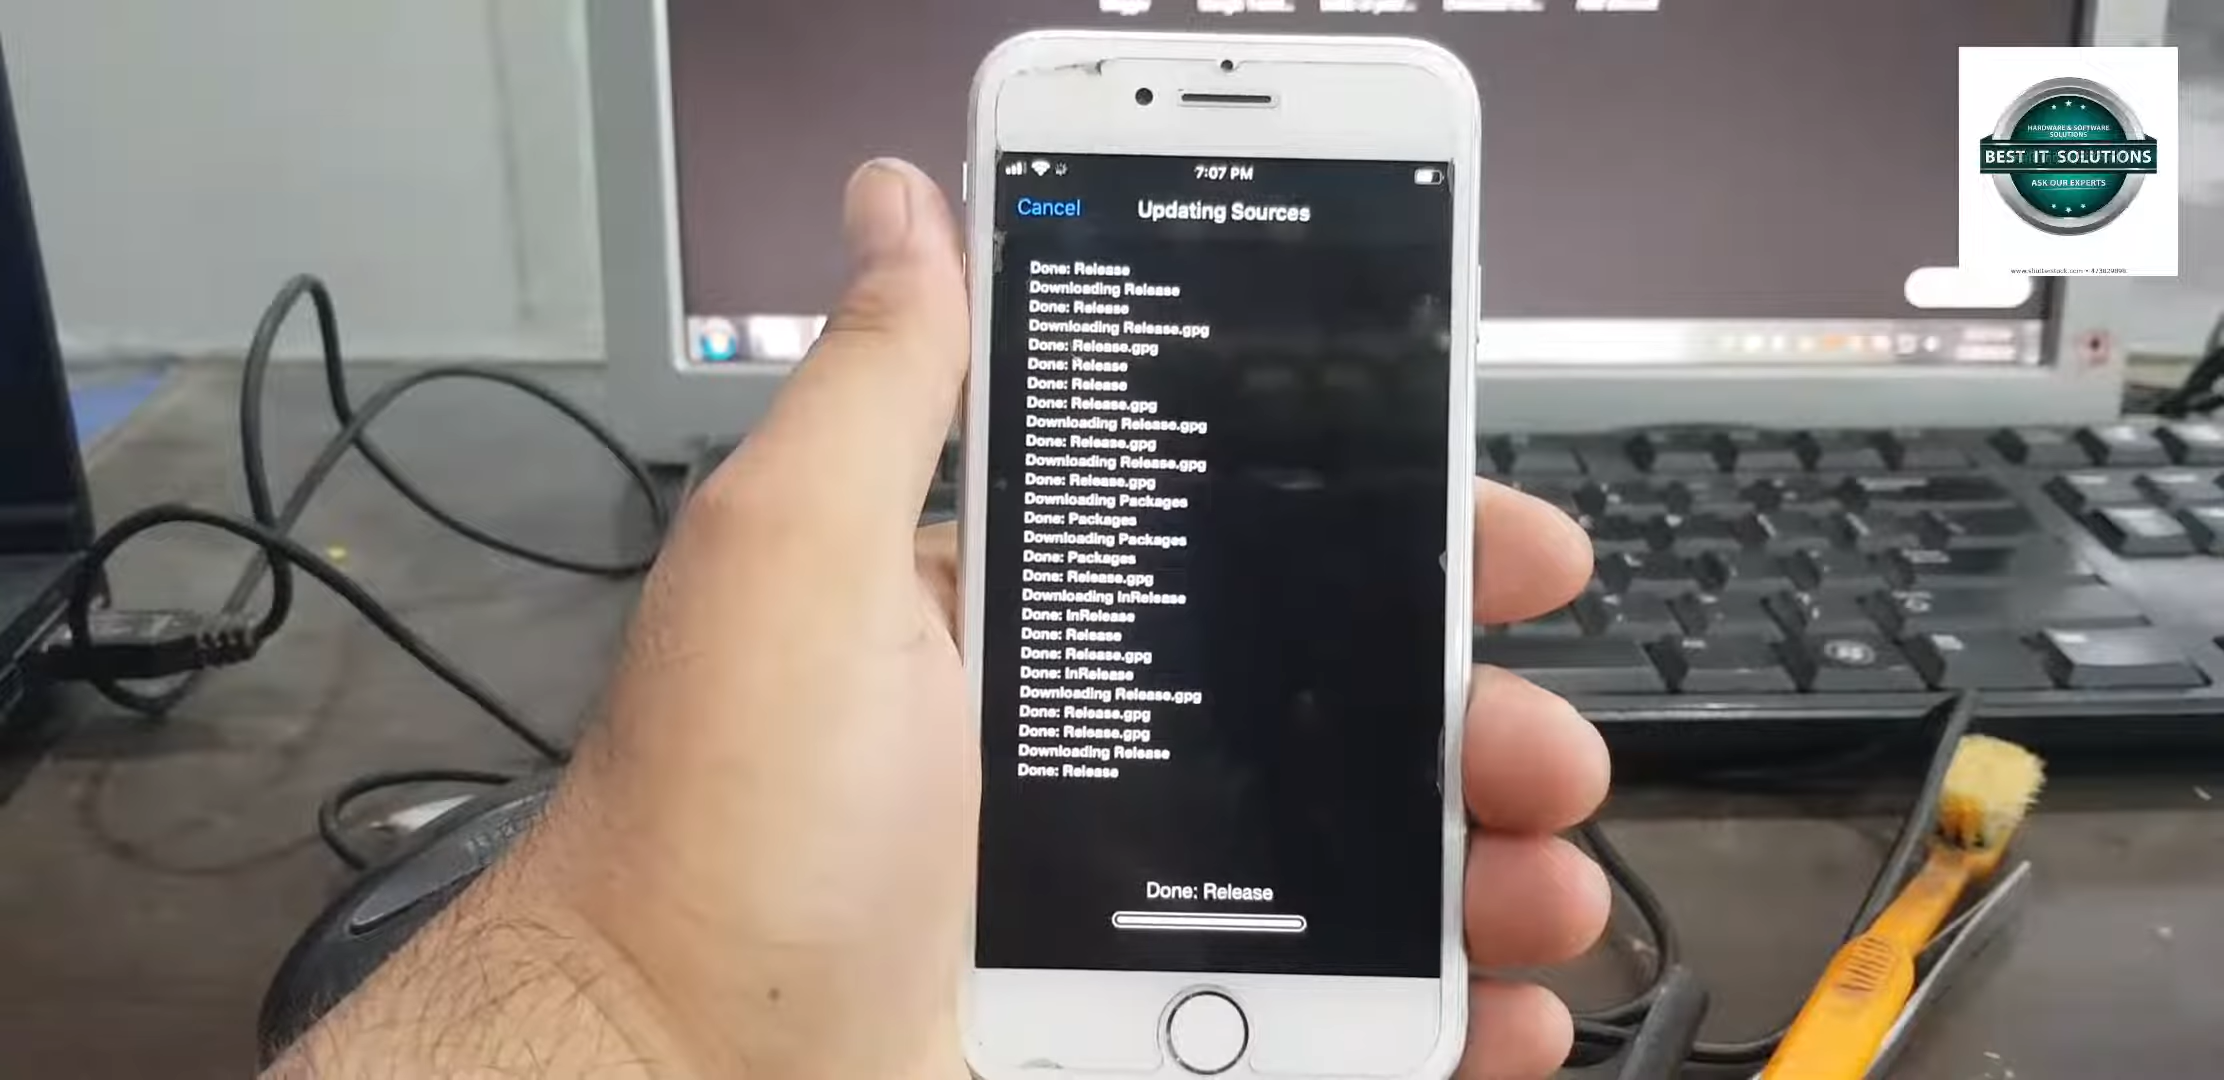 7:07 PM
Cancel
Updating Sources
Done: Release
Downloading Release
Done: Release
Downloading Release.gpg
Done: Release.gpg
Done: Release
Done: Release
Done: Release.gpg
Downloading Release.gpg
Done: Release.gpg
Downloading Release.gpg
Done: Release.gpg
Downloading Packages
Done: Packages
Downloading Packages
Done: Packages
Done: Release.gpg
Downloading InRelease
Done: InRelease
Done: Release
Done: Release.gpg
Done: InRelease
Downloading Release.gpg
Done: Release.gpg
Done: Release.gpg
Downloading Release
Done: Release
Done: Release
HARDWARE & SOFTWARE
SOLUTIONS
BEST IT SOLUTIONS
ASK OUR EXPERTS
www.shutterstock.com • 473829898